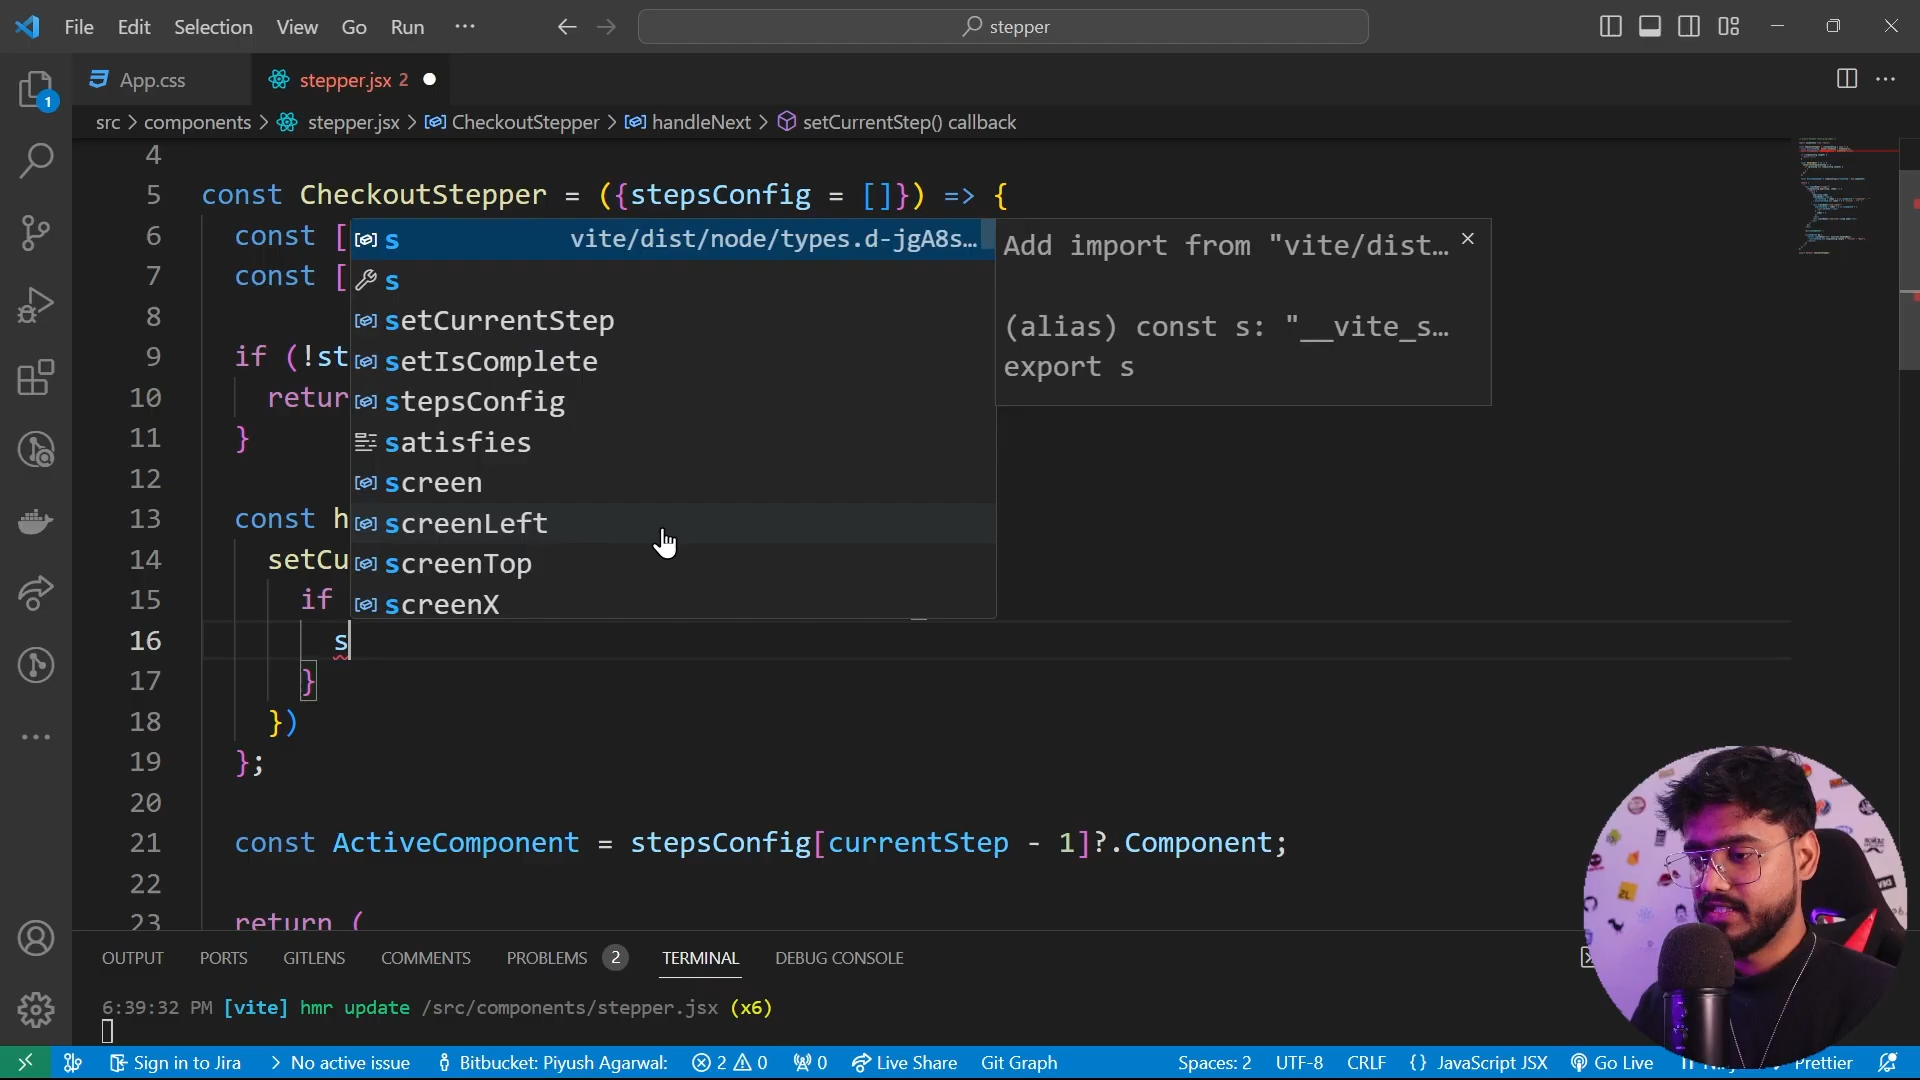 File Edit Selection View Go Run ··· stepper
App.css stepper.jsx 2
src > components > stepper.jsx > CheckoutStepper > handleNext > setCurrentStep() callback
4
5 const CheckoutStepper = ({stepsConfig = []}) => {
6 const [
7 const [
8
9 if (!st
10 retur
11 }
12
13 const h
14 setCu
15 if
16 s
17 }
18 })
19 };
20
21 const ActiveComponent = stepsConfig[currentStep - 1]?.Component;
22
23 return (
s vite/dist/node/types.d-jgA8s…
s
setCurrentStep
setIsComplete
stepsConfig
satisfies
screen
screenLeft
screenTop
screenX
Add import from "vite/dist…
(alias) const s: "__vite_s…
export s
1
OUTPUT PORTS GITLENS COMMENTS PROBLEMS 2 TERMINAL DEBUG CONSOLE
6:39:32 PM [vite] hmr update /src/components/stepper.jsx (x6)
Sign in to Jira > No active issue Bitbucket: Piyush Agarwal: 2 0 0 Live Share Git Graph Spaces: 2 UTF-8 CRLF {} JavaScript JSX Go Live Prettier